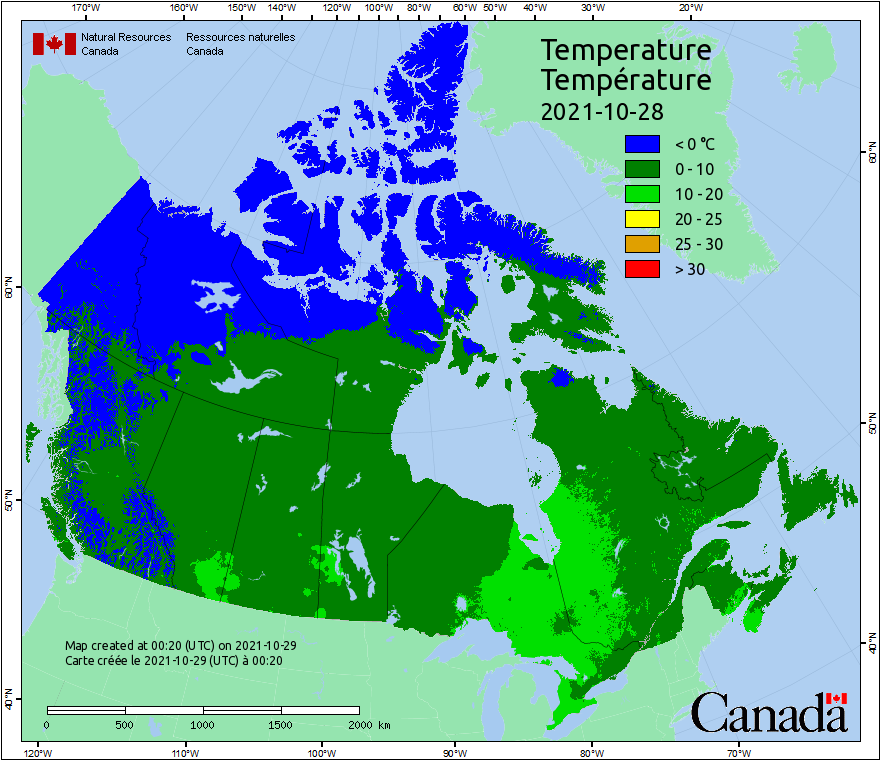 170°W 160°W 150°W 140°W 130°W 120°W 110°W 100°W 90°W 80°W 70°W 60°W 50°W 40°W 30°W 20°W
Natural Resources Ressources naturelles
Canada Canada
Temperature
Température
2021-10-28
< 0 °C
0 - 10
10 - 20
20 - 25
25 - 30
> 30
60°N
60°N
50°N
50°N
40°N
40°N
Map created at 00:20 (UTC) on 2021-10-29
Carte créée le 2021-10-29 (UTC) à 00:20
0 500 1000 1500 2000 km
Canada
120°W 110°W 100°W 90°W 80°W 70°W